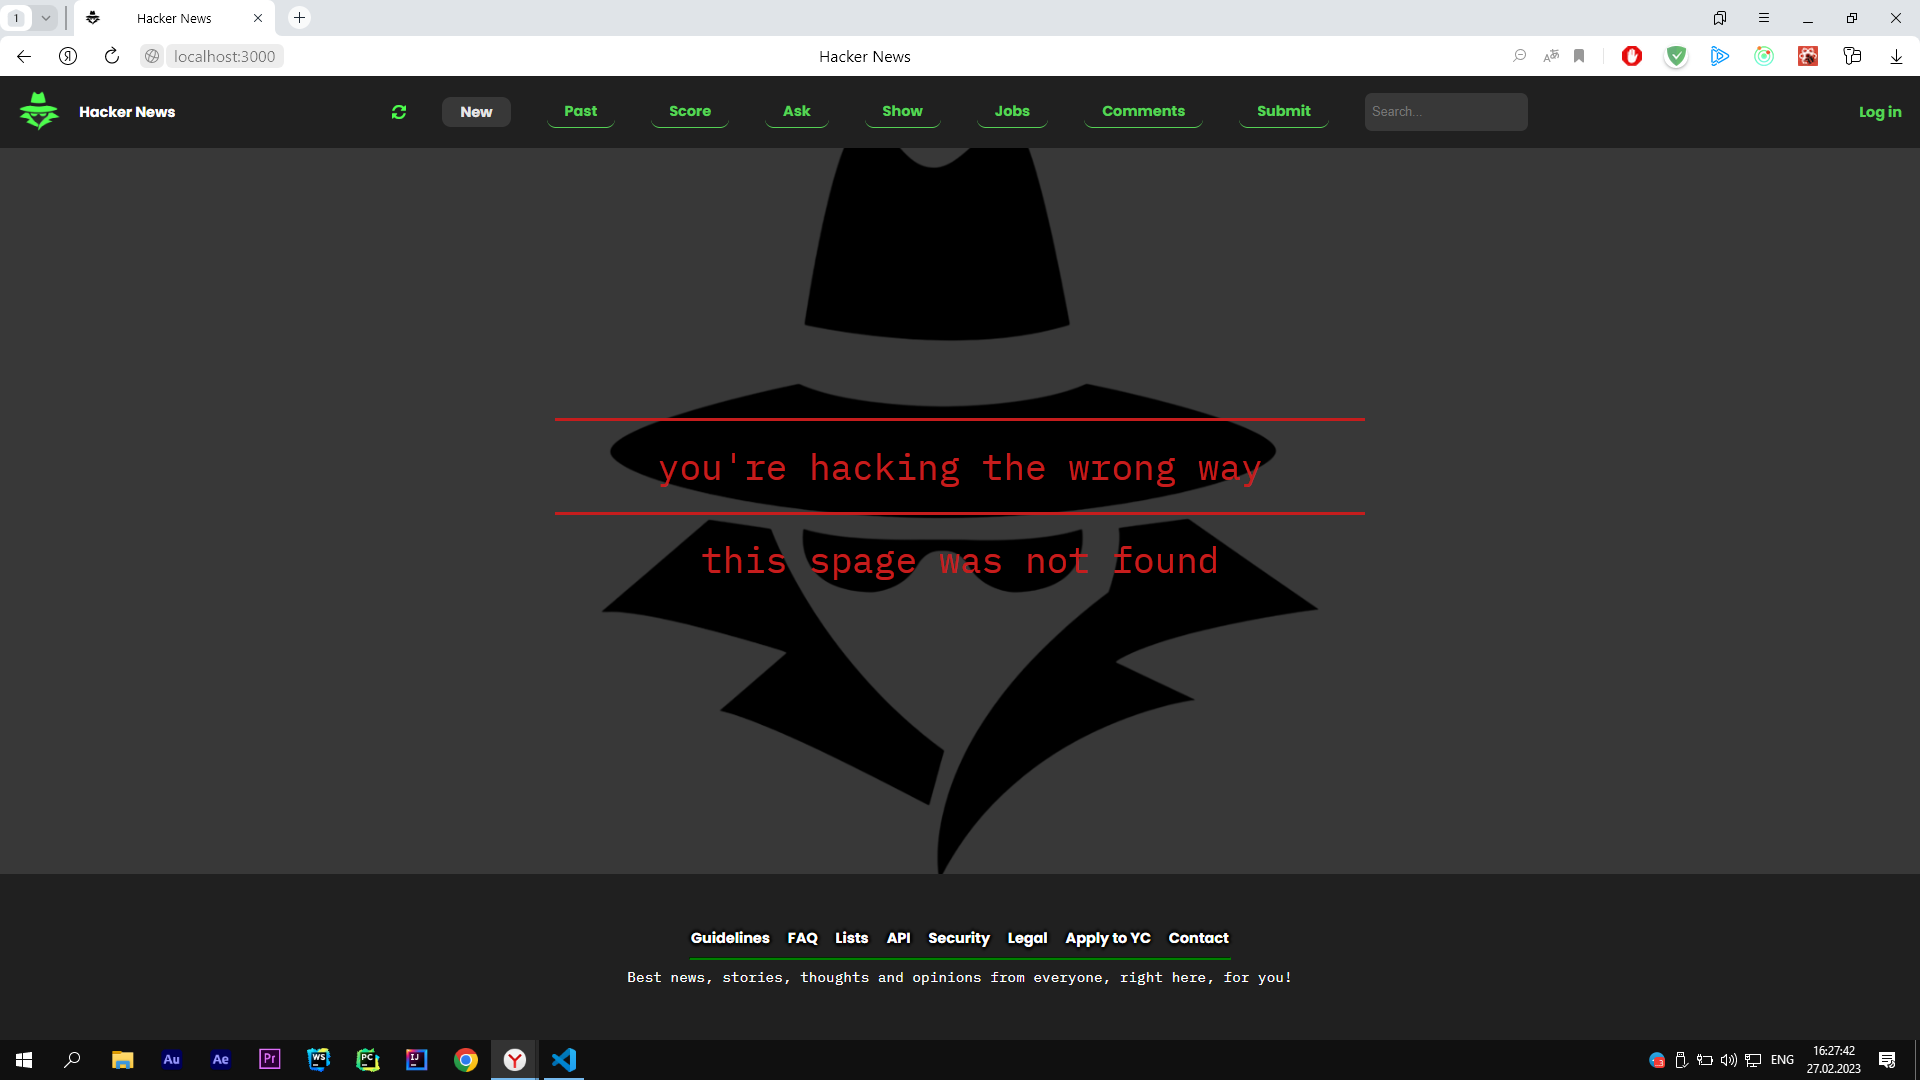 1
Hacker News
localhost:3000
Hacker News
Hacker News
New
Past
Score
Ask
Show
Jobs
Comments
Submit
Search...
Log in
you're hacking the wrong way
this spage was not found
Guidelines FAQ Lists API Security Legal Apply to YC Contact
Best news, stories, thoughts and opinions from everyone, right here, for you!
Au
Ae
Pr
WS
PC
IJ
3
ENG
16:27:42
27.02.2023